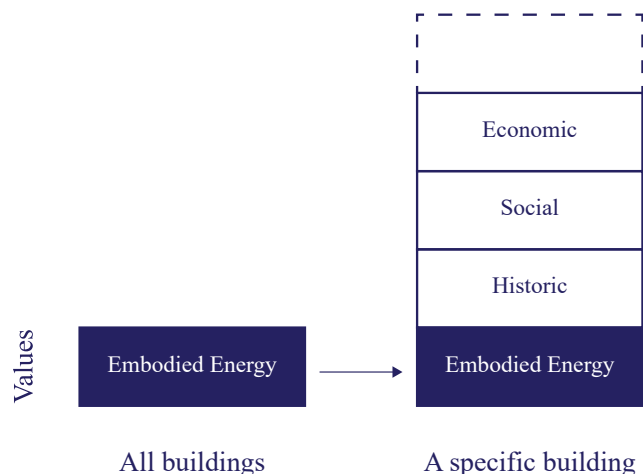 Economic
Social
Historic
Values
Embodied Energy
Embodied Energy
All buildings
A specific building